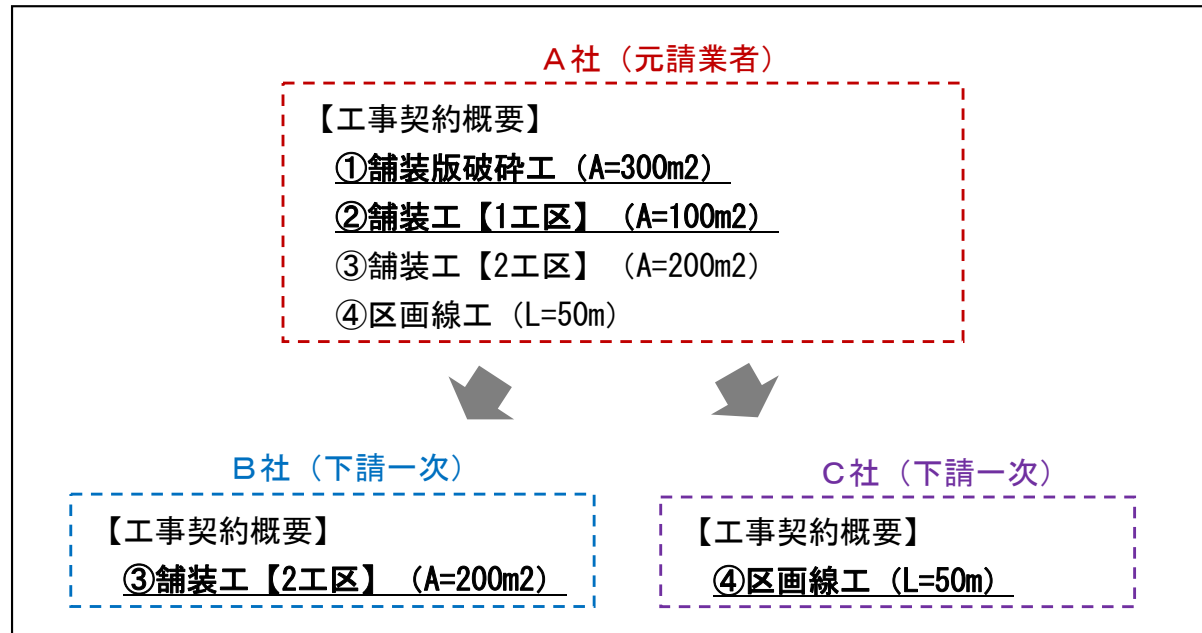 A社（元請業者）
【工事契約概要】
①舗装版破砕工（A=300m2）
②舗装工【1工区】（A=100m2）
③舗装工【2工区】（A=200m2）
④区画線工（L=50m）
B社（下請一次）
【工事契約概要】
③舗装工【2工区】（A=200m2）
C社（下請一次）
【工事契約概要】
④区画線工（L=50m）